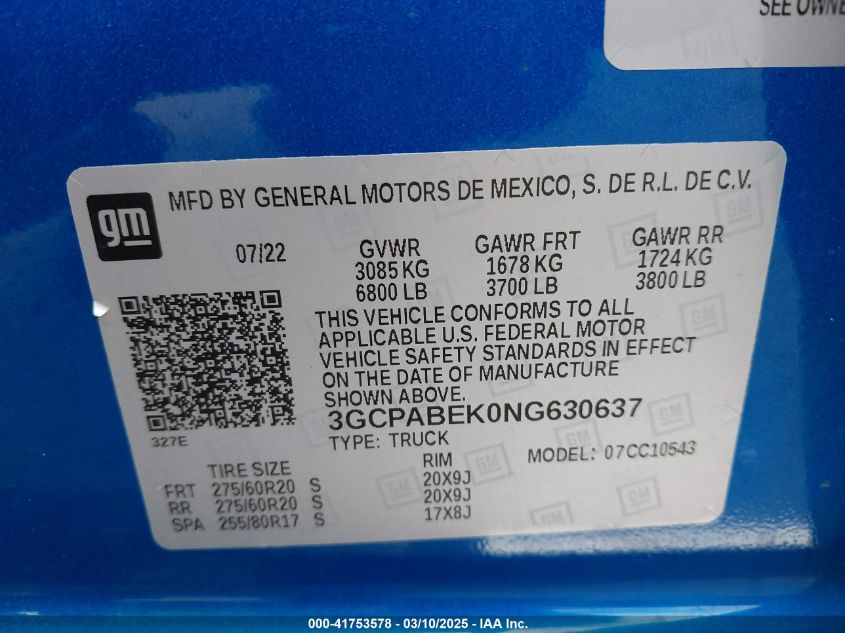 SEE OWNE
gm
MFD BY GENERAL MOTORS DE MEXICO, S. DE R.L. DE C.V.
07/22
GVWR GAWR FRT GAWR RR
3085 KG 1678 KG 1724 KG
6800 LB 3700 LB 3800 LB
THIS VEHICLE CONFORMS TO ALL
APPLICABLE U.S. FEDERAL MOTOR
VEHICLE SAFETY STANDARDS IN EFFECT
ON THE DATE OF MANUFACTURE
SHOWN ABOVE.
3GCPABEK0NG630637
327E
TYPE: TRUCK
MODEL: 07CC10543
TIRE SIZE RIM
FRT 275/60R20 S 20X9J
RR 275/60R20 S 20X9J
SPA 255/80R17 S 17X8J
000-41753578 - 03/10/2025 - IAA Inc.